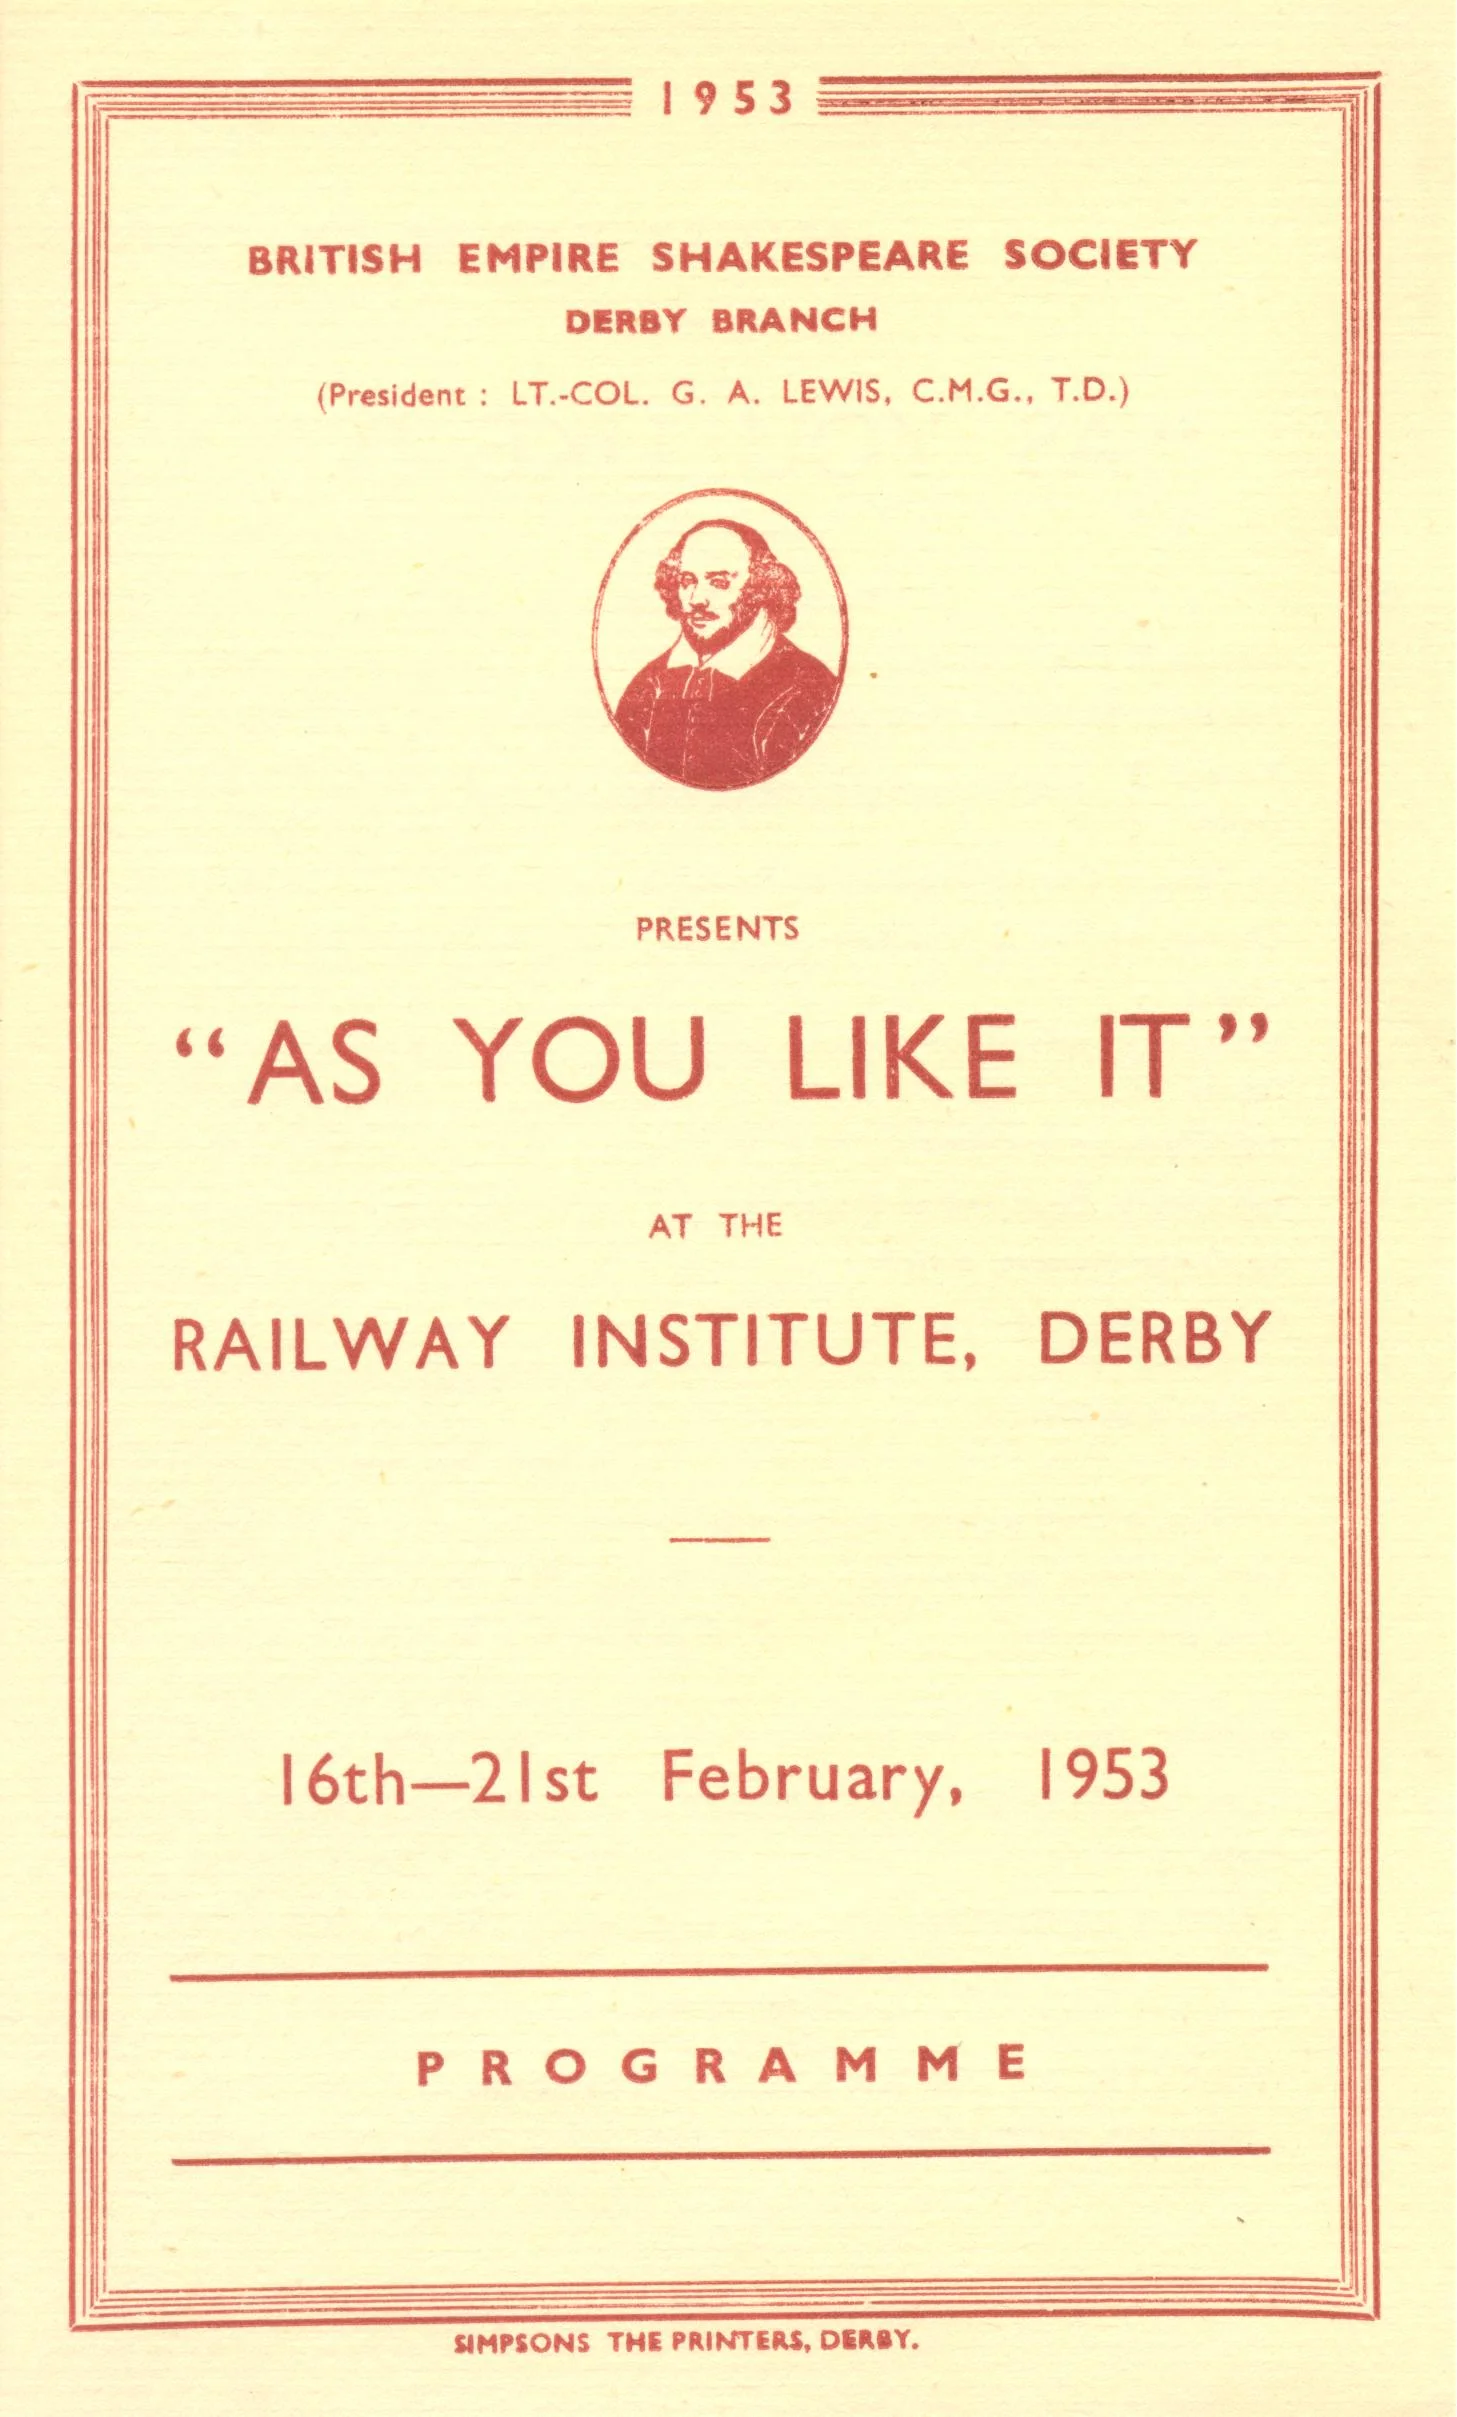 1953
BRITISH EMPIRE SHAKESPEARE SOCIETY
DERBY BRANCH
(President : LT.-COL. G. A. LEWIS, C.M.G., T.D.)
PRESENTS
“AS YOU LIKE IT”
AT THE
RAILWAY INSTITUTE, DERBY
16th—21st February, 1953
PROGRAMME
SIMPSONS THE PRINTERS, DERBY.